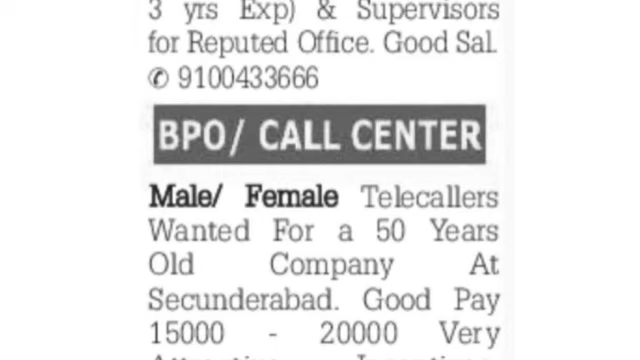 3 yrs Exp) & Supervisors
for Reputed Office. Good Sal.
✆ 9100433666
BPO/ CALL CENTER
Male/ Female Telecallers
Wanted For a 50 Years
Old Company At
Secunderabad. Good Pay
15000 - 20000 Very